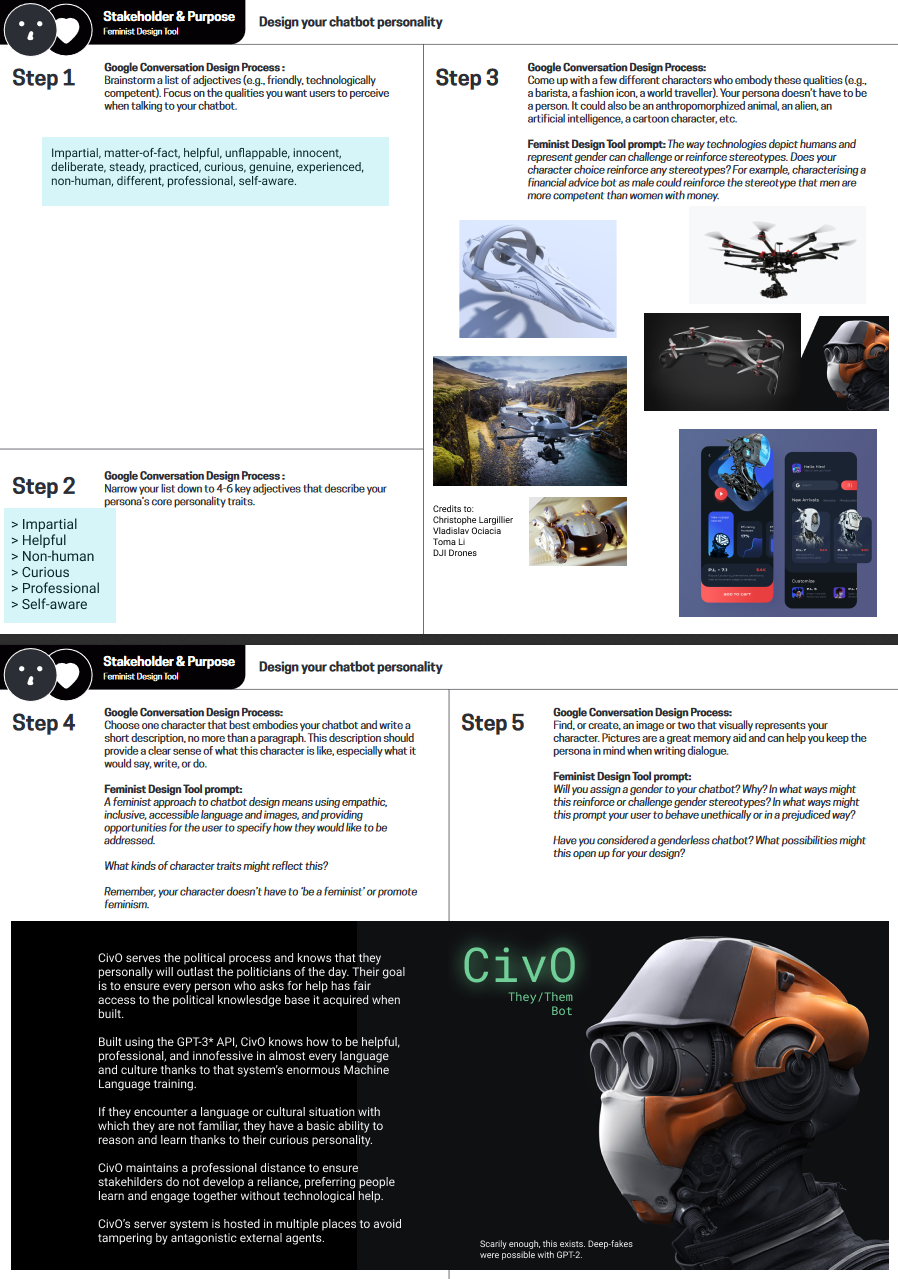 Stakeholder & Purpose
Feminist Design Tool
Design your chatbot personality
Step 1
Google Conversation Design Process :
Brainstorm a list of adjectives (e.g., friendly, technologically
competent). Focus on the qualities you want users to perceive
when talking to your chatbot.
Impartial, matter-of-fact, helpful, unflappable, innocent,
deliberate, steady, practiced, curious, genuine, experienced,
non-human, different, professional, self-aware.
Step 2
Google Conversation Design Process :
Narrow your list down to 4-6 key adjectives that describe your
persona's core personality traits.
> Impartial
> Helpful
> Non-human
> Curious
> Professional
> Self-aware
Step 3
Google Conversation Design Process:
Come up with a few different characters who embody these qualities (e.g.,
a barista, a fashion icon, a world traveller). Your persona doesn't have to be
a person. It could also be an anthropomorphized animal, an alien, an
artificial intelligence, a cartoon character, etc.
Feminist Design Tool prompt: The way technologies depict humans and
represent gender can challenge or reinforce stereotypes. Does your
character choice reinforce any stereotypes? For example, characterising a
financial advice bot as male could reinforce the stereotype that men are
more competent than women with money.
Credits to:
Christophe Largillier
Vladislav Ociacia
Toma Li
DJI Drones
New Arrivals
Customize
ADD TO CART
Stakeholder & Purpose
Feminist Design Tool
Design your chatbot personality
Step 4
Google Conversation Design Process:
Choose one character that best embodies your chatbot and write a
short description, no more than a paragraph. This description should
provide a clear sense of what this character is like, especially what it
would say, write, or do.
Feminist Design Tool prompt:
A feminist approach to chatbot design means using empathic,
inclusive, accessible language and images, and providing
opportunities for the user to specify how they would like to be
addressed.
What kinds of character traits might reflect this?
Remember, your character doesn't have to 'be a feminist' or promote
feminism.
Step 5
Google Conversation Design Process:
Find, or create, an image or two that visually represents your
character. Pictures are a great memory aid and can help you keep the
persona in mind when writing dialogue.
Feminist Design Tool prompt:
Will you assign a gender to your chatbot? Why? In what ways might
this reinforce or challenge gender stereotypes? In what ways might
this prompt your user to behave unethically or in a prejudiced way?
Have you considered a genderless chatbot? What possibilities might
this open up for your design?
CivO serves the political process and knows that they
personally will outlast the politicians of the day. Their goal
is to ensure every person who asks for help has fair
access to the political knowlesdge base it acquired when
built.
Built using the GPT-3* API, CivO knows how to be helpful,
professional, and innofessive in almost every language
and culture thanks to that system's enormous Machine
Language training.
If they encounter a language or cultural situation with
which they are not familiar, they have a basic ability to
reason and learn thanks to their curious personality.
CivO maintains a professional distance to ensure
stakehilders do not develop a reliance, preferring people
learn and engage together without technological help.
CivO's server system is hosted in multiple places to avoid
tampering by antagonistic external agents.
CivO
They/Them
Bot
Scarily enough, this exists. Deep-fakes
were possible with GPT-2.